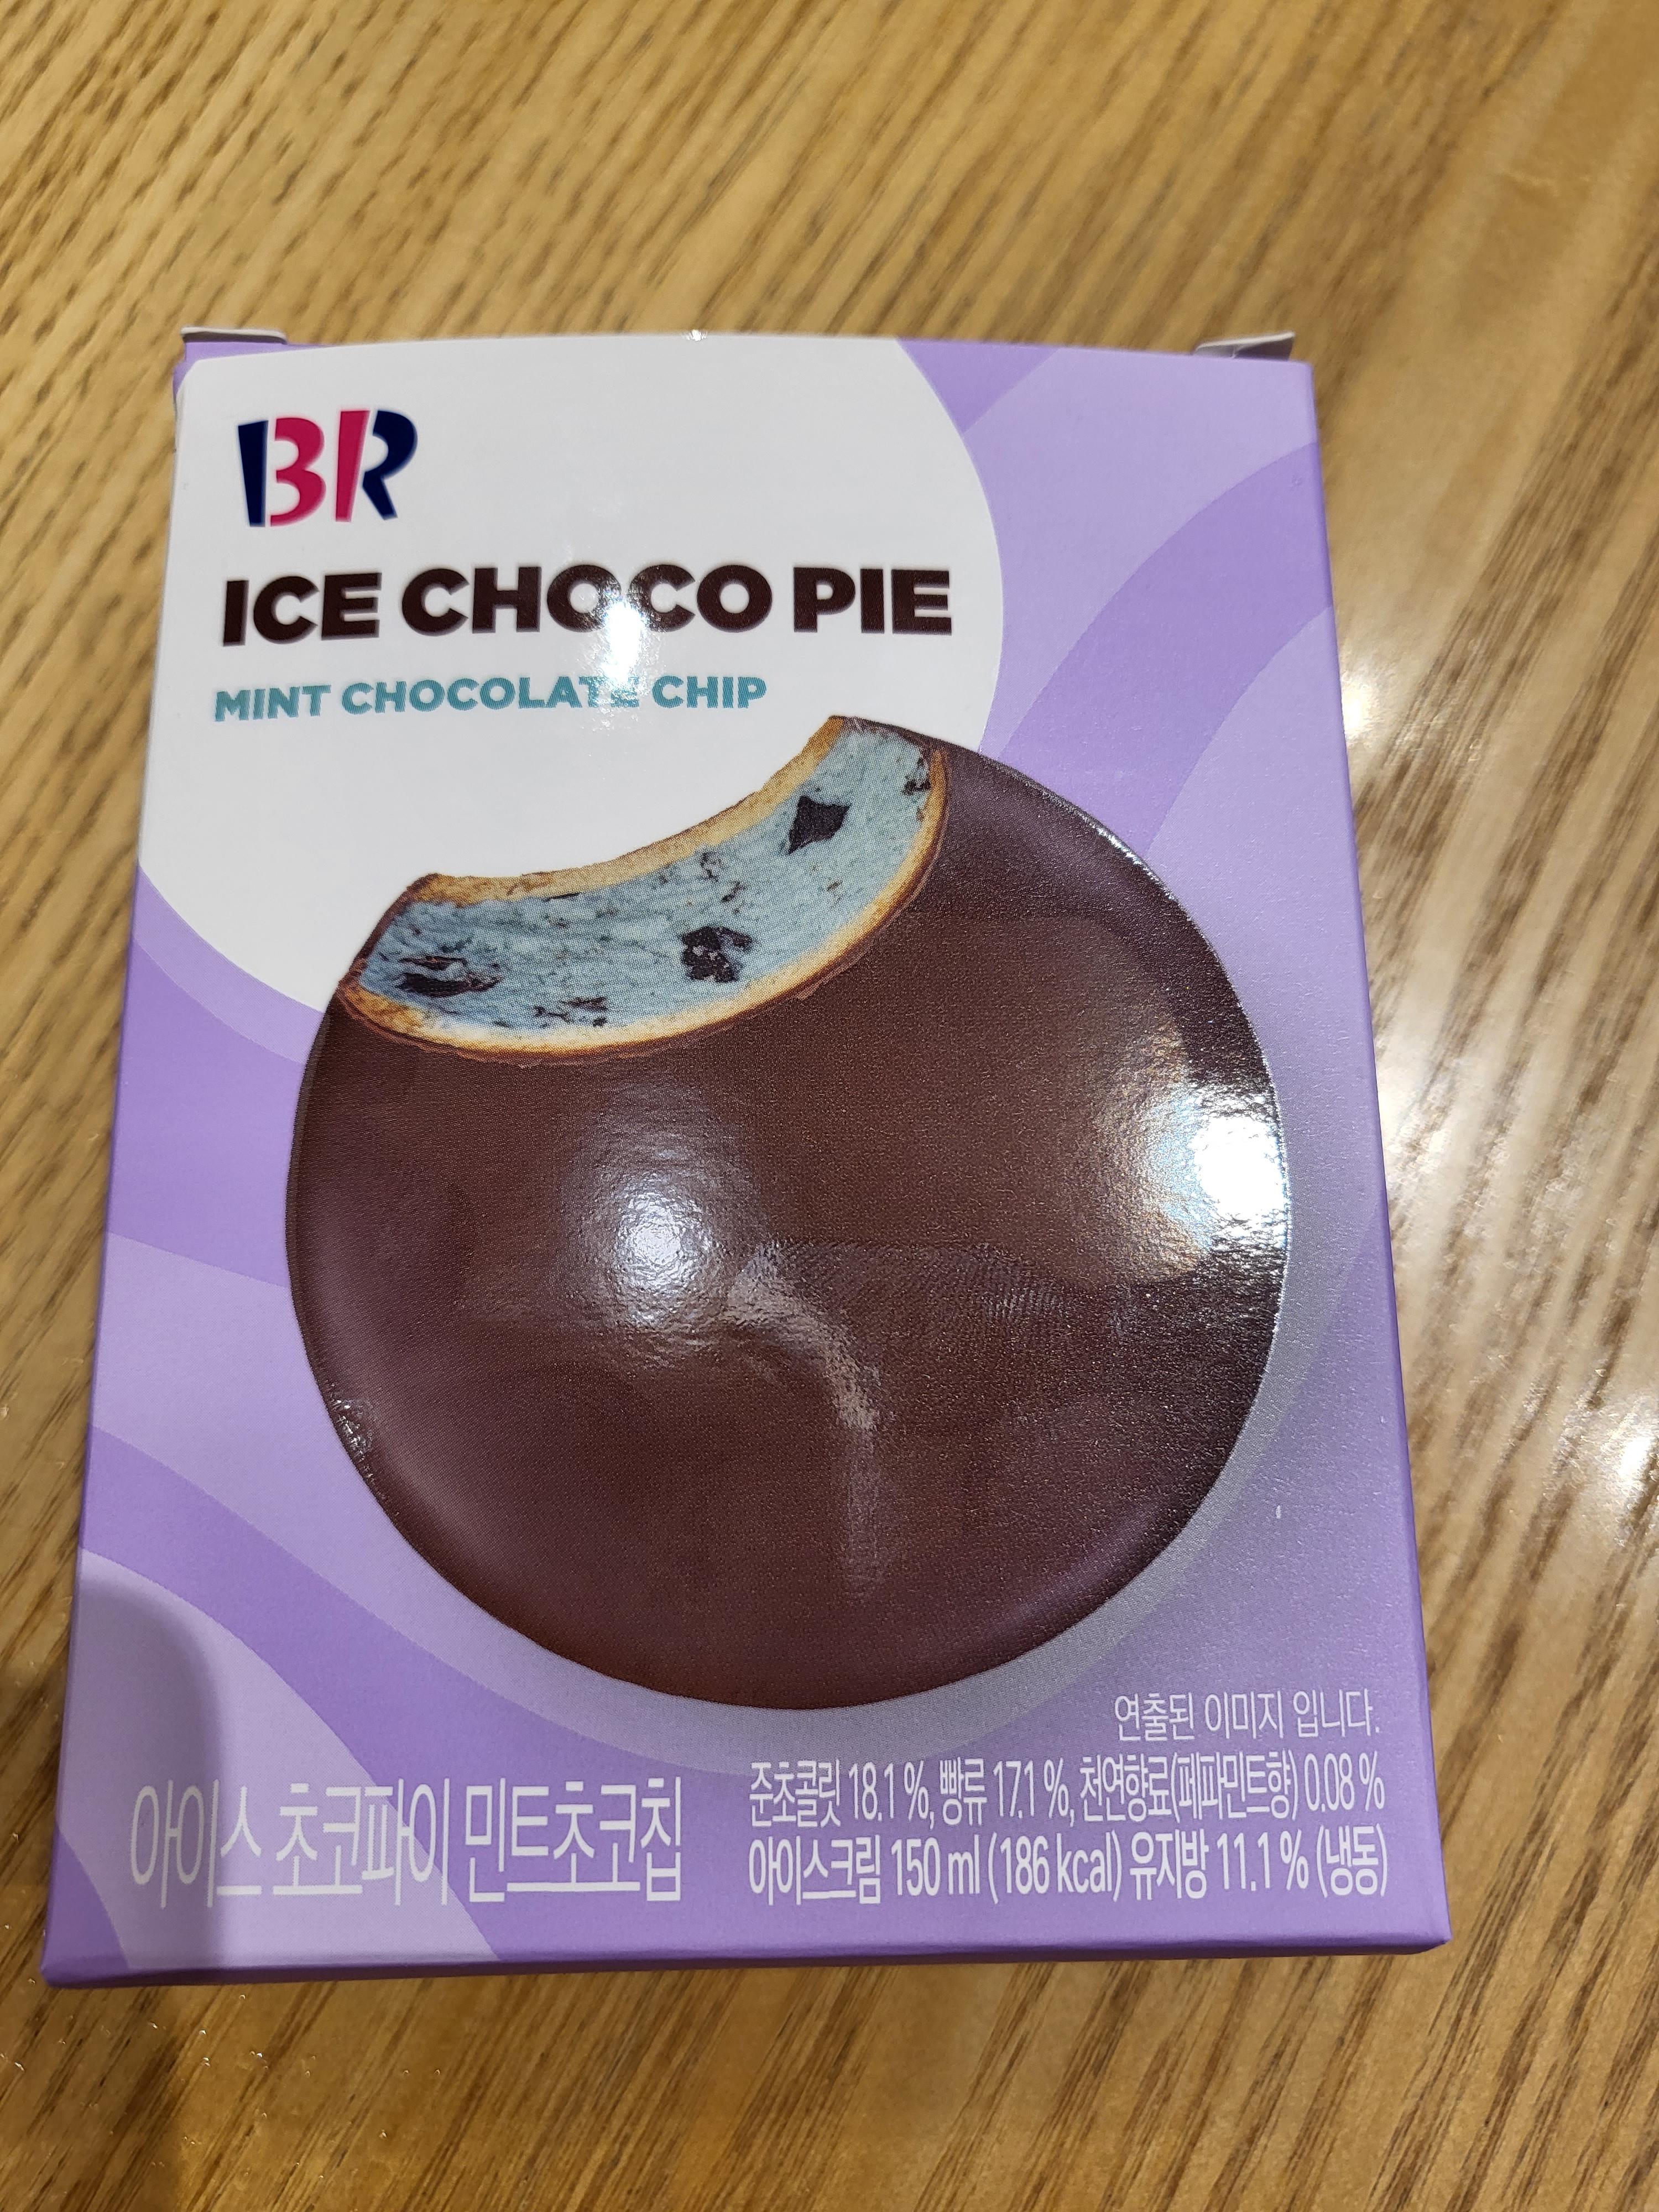 BR
ICE CHOCO PIE
MINT CHOCOLATE CHIP
연출된 이미지 입니다.
준초콜릿 18.1 %, 빵류 17.1 %, 천연향료(페퍼민트향) 0.08 %
아이스크림 150 ml (186 kcal) 유지방 11.1 % (냉동)
아이스 초코파이 민트초코칩